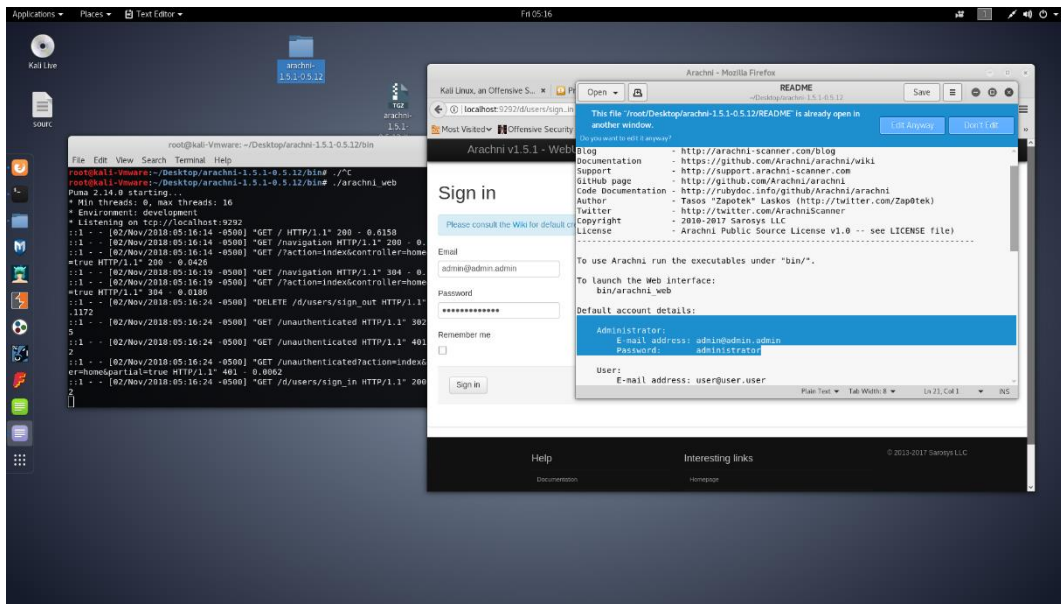 Applications Places Text Editor Fri 05:16
Kali Live
arachni-
1.5.1-0.5.12
sourc
TGZ
arachni-
1.5.1-
root@kali-Vmware: ~/Desktop/arachni-1.5.1-0.5.12/bin
File Edit View Search Terminal Help
root@kali-Vmware:~/Desktop/arachni-1.5.1-0.5.12/bin# ./^C
root@kali-Vmware:~/Desktop/arachni-1.5.1-0.5.12/bin# ./arachni_web
Puma 2.14.0 starting...
* Min threads: 0, max threads: 16
* Environment: development
* Listening on tcp://localhost:9292
::1 - - [02/Nov/2018:05:16:14 -0500] "GET / HTTP/1.1" 200 - 0.6158
::1 - - [02/Nov/2018:05:16:14 -0500] "GET /navigation HTTP/1.1" 200 - 0.
::1 - - [02/Nov/2018:05:16:14 -0500] "GET /?action=index&controller=home
=true HTTP/1.1" 200 - 0.0426
::1 - - [02/Nov/2018:05:16:19 -0500] "GET /navigation HTTP/1.1" 304 - 0.
::1 - - [02/Nov/2018:05:16:19 -0500] "GET /?action=index&controller=home
=true HTTP/1.1" 304 - 0.0186
::1 - - [02/Nov/2018:05:16:24 -0500] "DELETE /d/users/sign_out HTTP/1.1"
.1172
::1 - - [02/Nov/2018:05:16:24 -0500] "GET /unauthenticated HTTP/1.1" 302
5
::1 - - [02/Nov/2018:05:16:24 -0500] "GET /unauthenticated HTTP/1.1" 401
2
::1 - - [02/Nov/2018:05:16:24 -0500] "GET /unauthenticated?action=index&
er=home&partial=true HTTP/1.1" 401 - 0.0062
::1 - - [02/Nov/2018:05:16:24 -0500] "GET /d/users/sign_in HTTP/1.1" 200
2
Arachni - Mozilla Firefox
Kali Linux, an Offensive S...
localhost:9292/d/users/sign_in
Most Visited Offensive Security
Arachni v1.5.1 - WebU
Sign in
Please consult the Wiki for default cr
Email
admin@admin.admin
Password
Remember me
Sign in
Help
Documentation
Interesting links
Homepage
© 2013-2017 Sarosys LLC
Open
README
~/Desktop/arachni-1.5.1-0.5.12
Save
This file "/root/Desktop/arachni-1.5.1-0.5.12/README" is already open in
another window.
Do you want to edit it anyway?
Edit Anyway Don't Edit
Blog - http://arachni-scanner.com/blog
Documentation - https://github.com/Arachni/arachni/wiki
Support - http://support.arachni-scanner.com
GitHub page - http://github.com/Arachni/arachni
Code Documentation - http://rubydoc.info/github/Arachni/arachni
Author - Tasos "Zapotek" Laskos (http://twitter.com/Zap0tek)
Twitter - http://twitter.com/ArachniScanner
Copyright - 2010-2017 Sarosys LLC
License - Arachni Public Source License v1.0 -- see LICENSE file)
To use Arachni run the executables under "bin/".
To launch the Web interface:
bin/arachni_web
Default account details:
Administrator:
E-mail address: admin@admin.admin
Password: administrator
User:
E-mail address: user@user.user
Plain Text Tab Width: 8 Ln 21, Col 1 INS